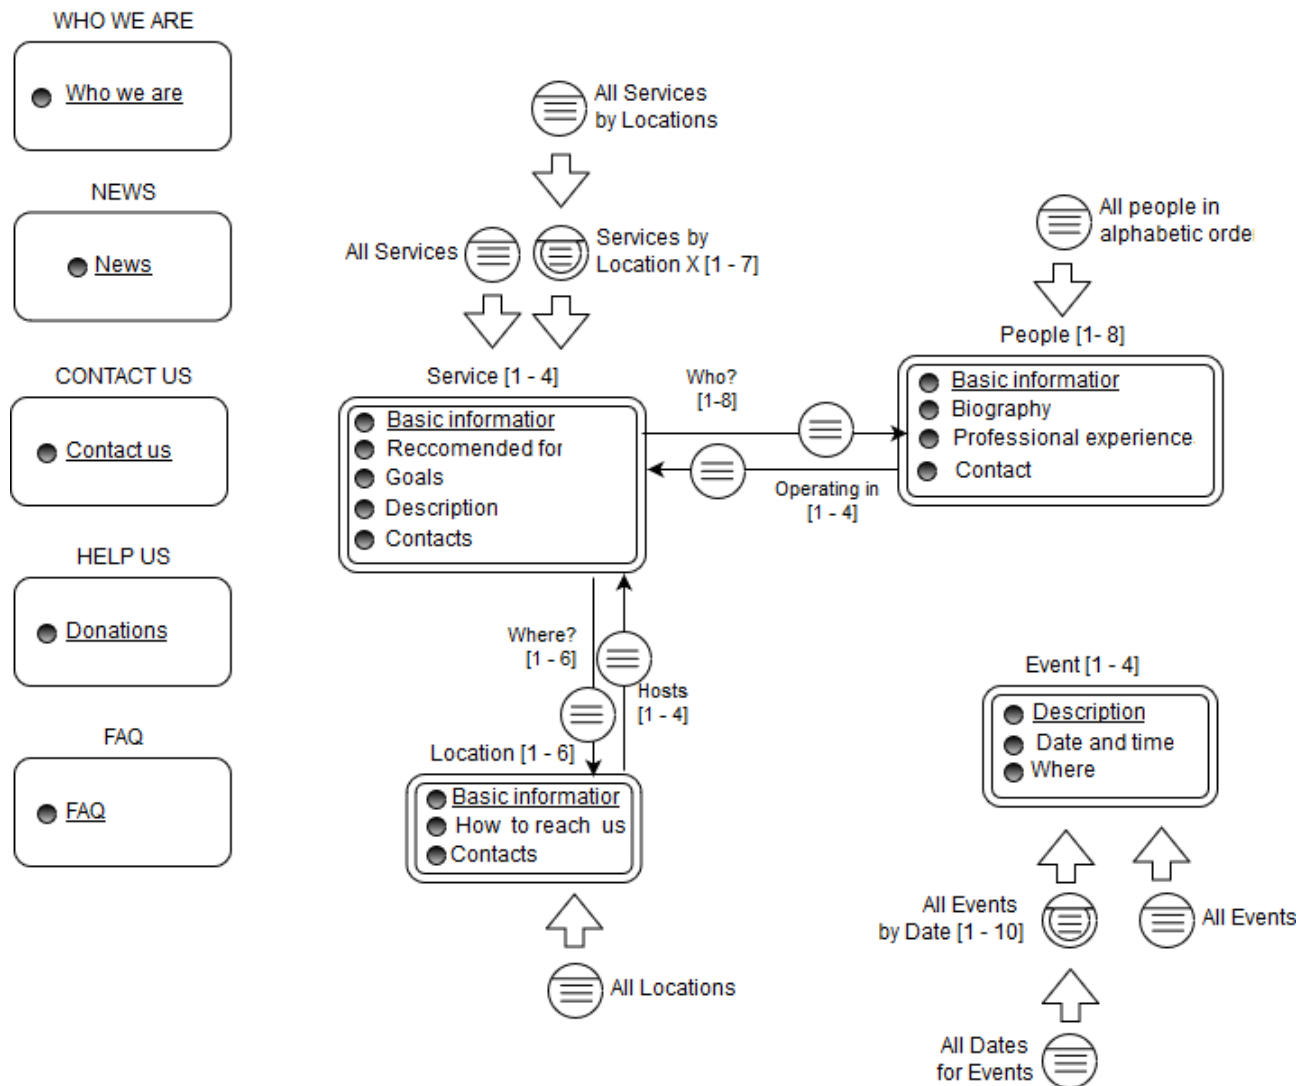 WHO WE ARE
Who we are
NEWS
News
CONTACT US
Contact us
HELP US
Donations
FAQ
FAQ
All Services
by Locations
All Services
Services by
Location X [1 - 7]
Service [1 - 4]
Basic informatior
Reccomended for
Goals
Description
Contacts
Who?
[1-8]
Operating in
[1 - 4]
All people in
alphabetic orde
People [1- 8]
Basic informatior
Biography
Professional experience
Contact
Where?
[1 - 6]
Hosts
[1 - 4]
Location [1 - 6]
Basic informatior
How to reach us
Contacts
All Locations
Event [1 - 4]
Description
Date and time
Where
All Events
by Date [1 - 10]
All Events
All Dates
for Events